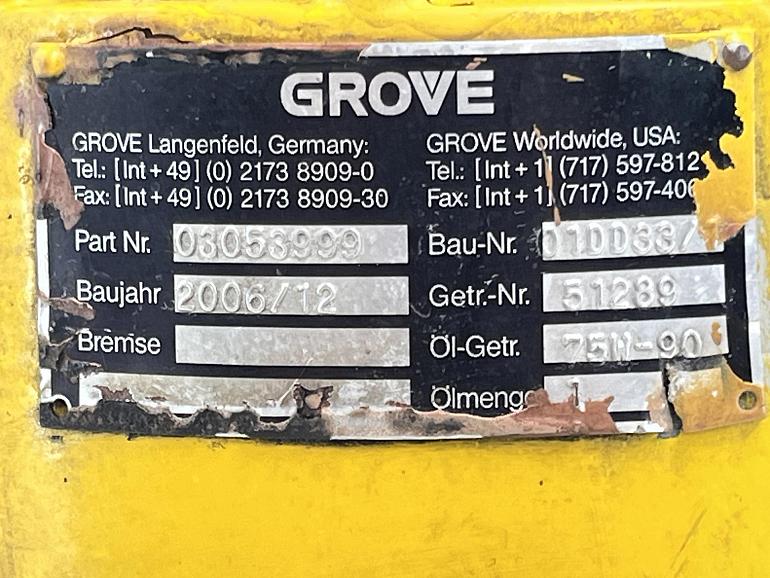 GROVE
GROVE Langenfeld, Germany:
Tel.: [Int+49] (0) 2173 8909-0
Fax: [Int+49] (0) 2173 8909-30
GROVE Worldwide, USA:
Tel.: [Int+1] (717) 597-812
Fax: [Int+1] (717) 597-406
Part Nr. 03053999
Bau-Nr.
Baujahr 2006/12
Getr.-Nr. 51289
Bremse
Öl-Getr. 75W-90